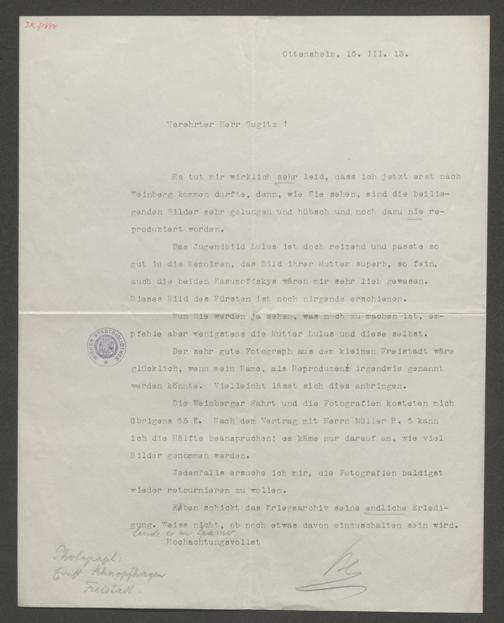 Ottensheim, 16. III. 13.
Verehrter Herr Gugitz !
Es tut mir wirklich sehr leid, dass ich jetzt erst nach
Weinberg kommen durfte, denn, wie Sie sehen, sind die beilie-
genden Bilder sehr gelungen und hübsch und noch dazu nie re-
produziert worden.
Das Jugendbild Lulus ist doch reizend und passte so
gut in die Memoiren, das Bild ihrer Mutter superb, so fein,
auch die beiden Rasumoffskys wären mir sehr lieb gewesen.
Dieses Bild des Fürsten ist noch nirgends erschienen.
Nun Sie werden ja sehen, was noch zu machen ist, em-
pfehle aber wenigstens die Mutter Lulus und diese selbst.
Der sehr gute Fotograph aus dem kleinen Freistadt wäre
glücklich, wenn sein Name, als Reproduzent irgendwie genannt
werden könnte. Vielleicht lässt sich dies anbringen.
Die Weinberger Fahrt und die Fotografien kosteten mich
übrigens 65 K. Nach dem Vertrag mit Herrn Müller P. 6 kann
ich die Hälfte beanspruchen; es käme nur darauf an, wie viel
Bilder genommen werden.
Jedenfalls ersuche ich mir, die Fotografien baldigst
wieder retournieren zu wollen.
Eben schickt das Kriegsarchiv seine endliche Erledi-
gung. Weiss nicht, ob noch etwas davon einzuschalten sein wird.
Hochachtungsvollst
Photograph:
Ernst Schnopfhagen
Freistadt.